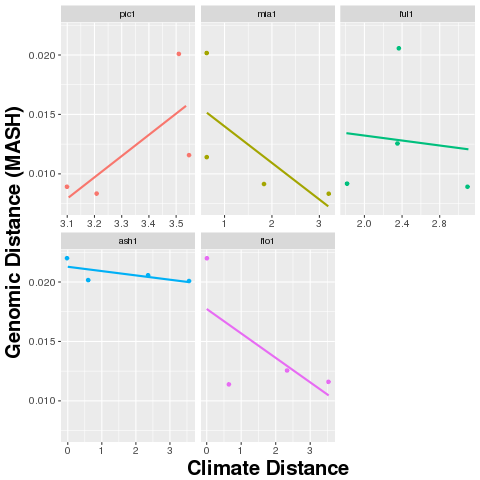 pic1 mia1 ful1
0.020
0.015
0.010
3.1 3.2 3.3 3.4 3.5 1 2 3 2.0 2.4 2.8
ash1 flo1
0.020
0.015
0.010
0 1 2 3 0 1 2 3
Genomic Distance (MASH)
Climate Distance